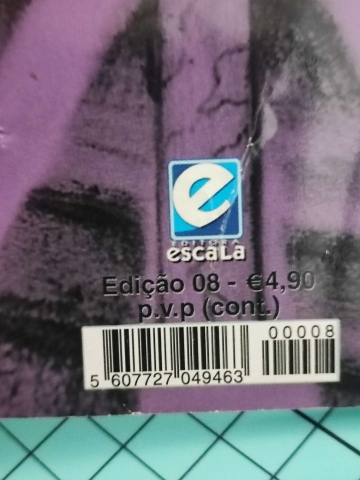 e
EDITORA
escala
Edição 08 - €4,90
p.v.p (cont.)
00008
5 607727 049463